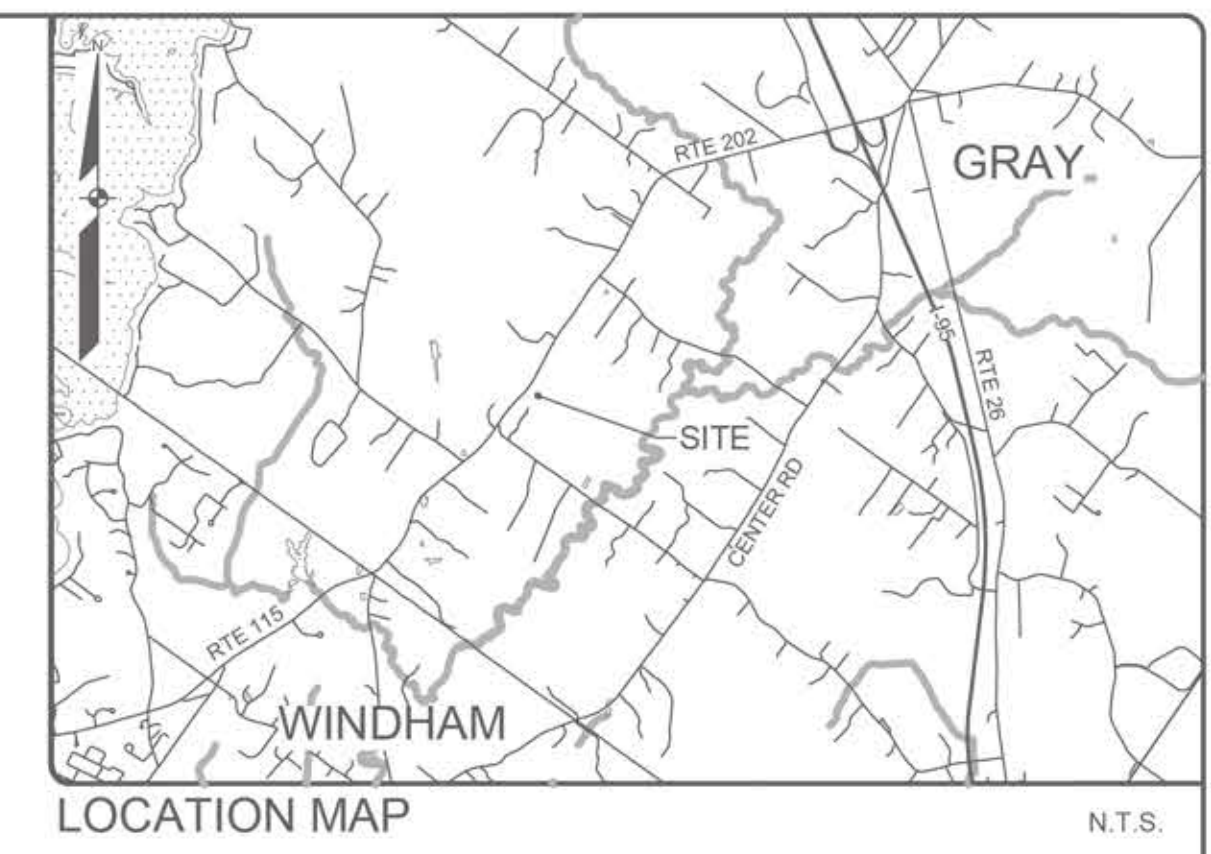 N
RTE 202
GRAY
I-95
RTE 26
SITE
CENTER RD
RTE 115
WINDHAM
LOCATION MAP
N.T.S.